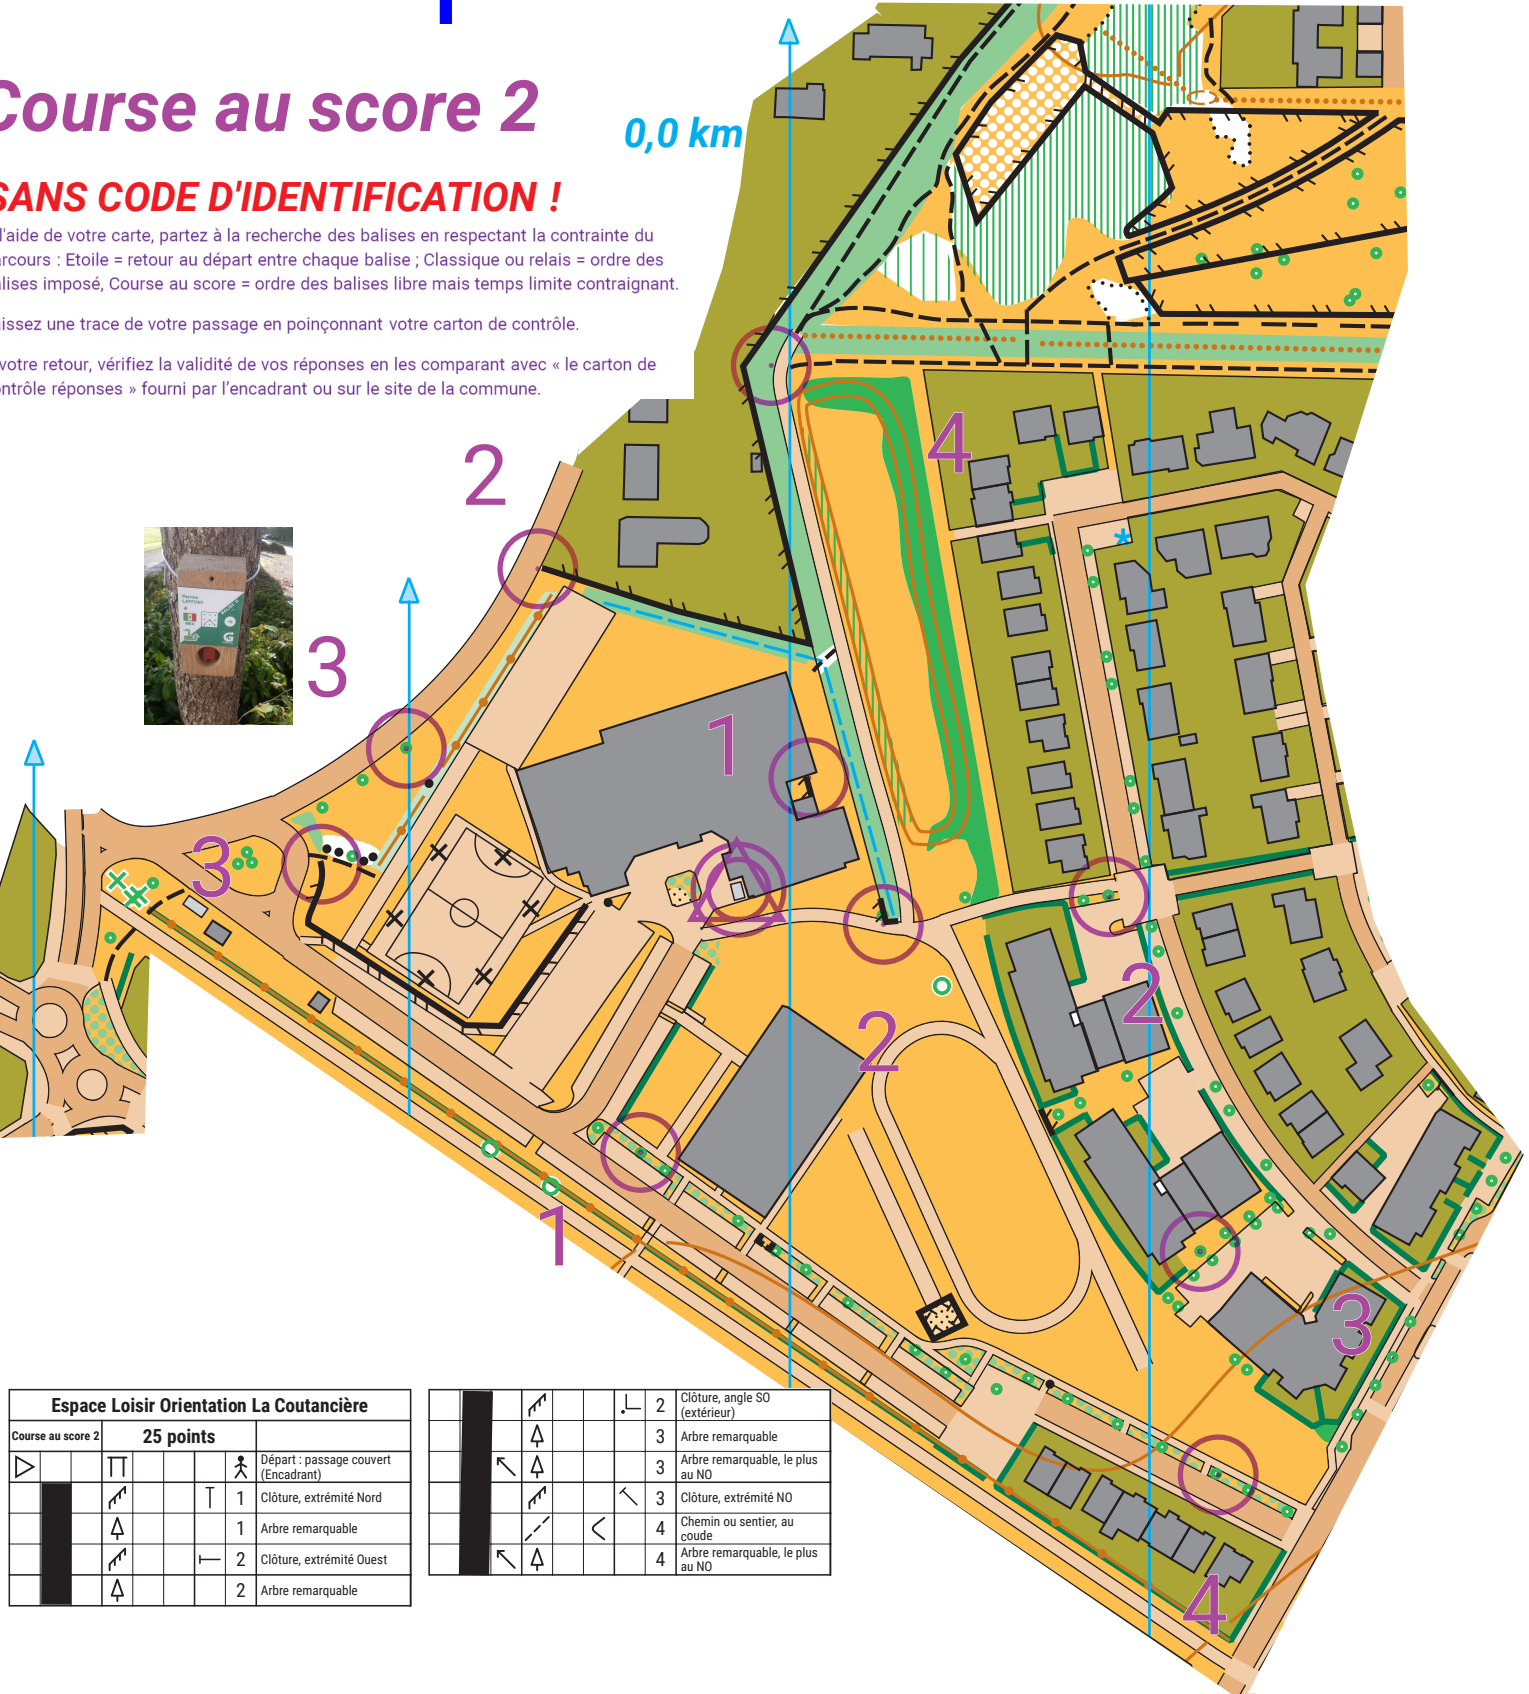 Course au score 2
0,0 km
SANS CODE D'IDENTIFICATION !
l'aide de votre carte, partez à la recherche des balises en respectant la contrainte du
arcours : Etoile = retour au départ entre chaque balise ; Classique ou relais = ordre des
alises imposé, Course au score = ordre des balises libre mais temps limite contraignant.
aissez une trace de votre passage en poinçonnant votre carton de contrôle.
votre retour, vérifiez la validité de vos réponses en les comparant avec « le carton de
ontrôle réponses » fourni par l'encadrant ou sur le site de la commune.
4
2
3
1
3
2
2
1
3
4
Espace Loisir Orientation La Coutancière
Course au score 2 25 points
Départ : passage couvert
(Encadrant)
1 Clôture, extrémité Nord
1 Arbre remarquable
2 Clôture, extrémité Ouest
2 Arbre remarquable
2 Clôture, angle SO
(extérieur)
3 Arbre remarquable
3 Arbre remarquable, le plus
au NO
3 Clôture, extrémité NO
4 Chemin ou sentier, au
coude
4 Arbre remarquable, le plus
au NO